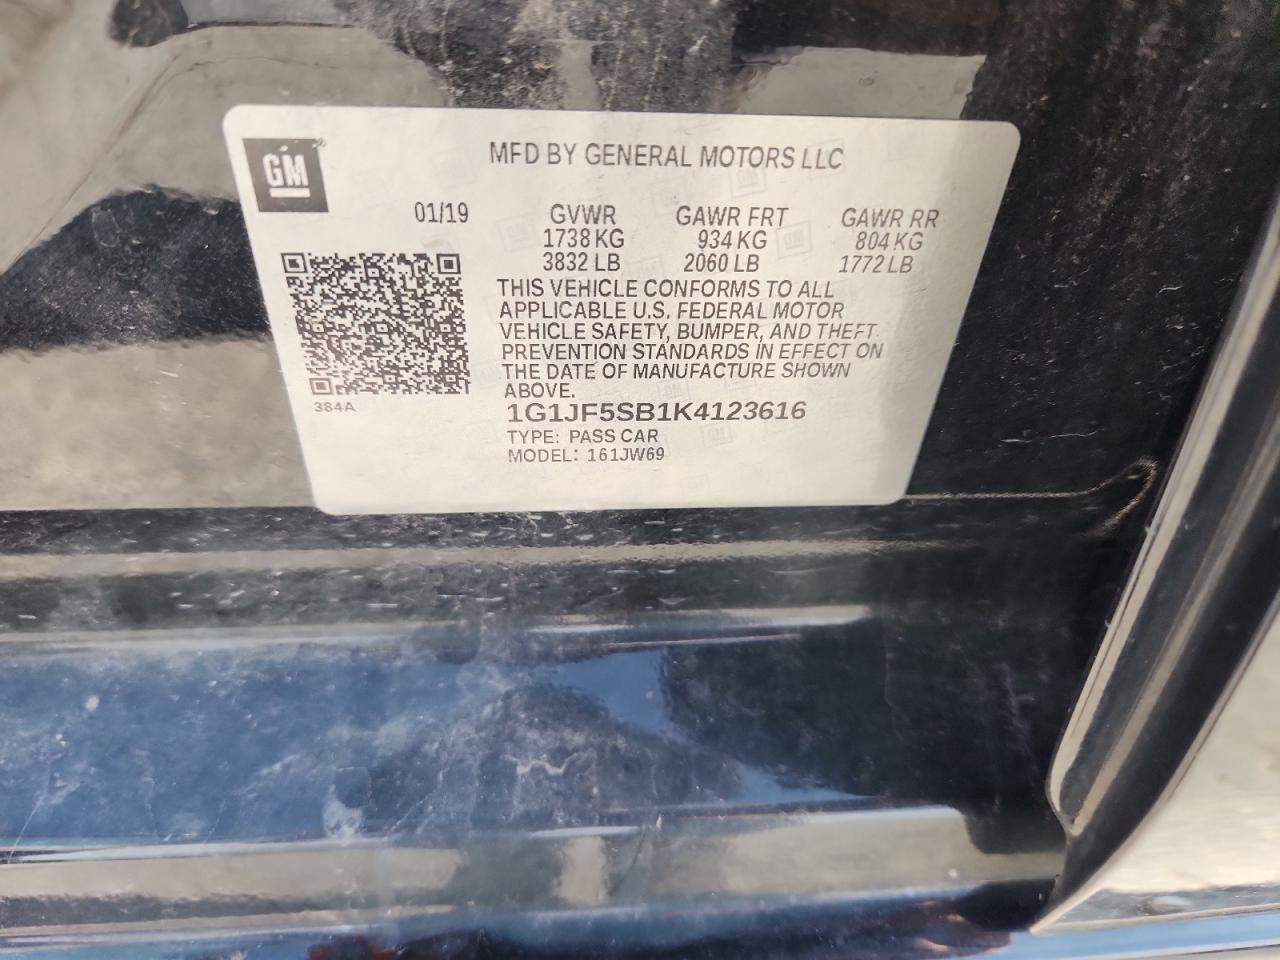 GM
MFD BY GENERAL MOTORS LLC
01/19 GVWR GAWR FRT GAWR RR
1738 KG 934 KG 804 KG
3832 LB 2060 LB 1772 LB
THIS VEHICLE CONFORMS TO ALL
APPLICABLE U.S. FEDERAL MOTOR
VEHICLE SAFETY, BUMPER, AND THEFT
PREVENTION STANDARDS IN EFFECT ON
THE DATE OF MANUFACTURE SHOWN
ABOVE.
384A
1G1JF5SB1K4123616
TYPE: PASS CAR
MODEL: 161JW69